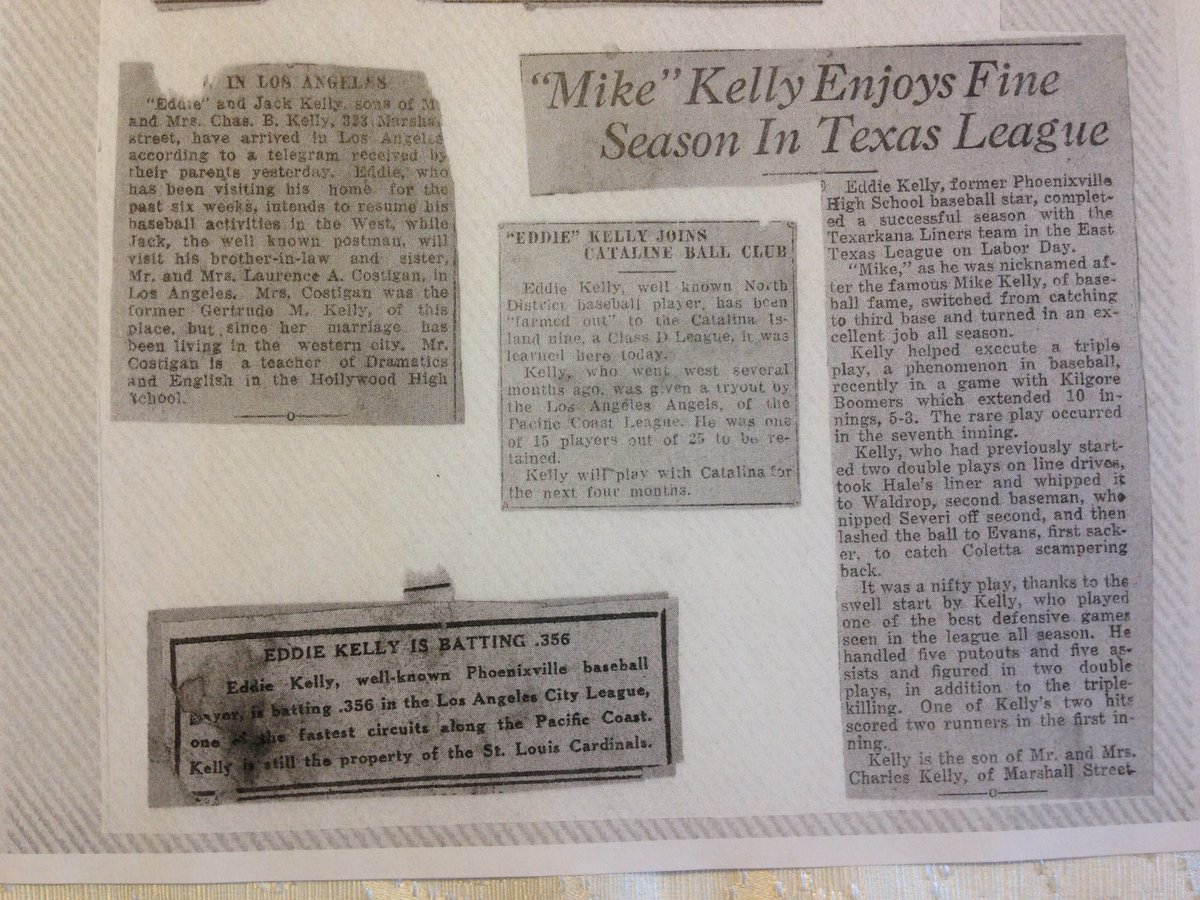 IN LOS ANGELES
"Eddie" and Jack Kelly, sons of M
and Mrs. Chas. B. Kelly, 333 Marshal
street, have arrived in Los Angeles
according to a telegram received by
their parents yesterday. Eddie, who
has been visiting his home for the
past six weeks, intends to resume his
baseball activities in the West, while
Jack, the well known postman, will
visit his brother-in-law and sister,
Mr. and Mrs. Laurence A. Costigan, in
Los Angeles. Mrs. Costigan was the
former Gertrude M. Kelly, of this
place, but since her marriage has
been living in the western city. Mr.
Costigan is a teacher of Dramatics
and English in the Hollywood High
School.
"EDDIE" KELLY JOINS
CATALINE BALL CLUB
Eddie Kelly, well known North
District baseball player, has been
"farmed out" to the Catalina Is-
land nine, a Class D League, it was
learned here today.
Kelly, who went west several
months ago, was given a tryout by
the Los Angeles Angels, of the
Pacific Coast League. He was one
of 15 players out of 25 to be re-
tained.
Kelly will play with Catalina for
the next four months.
EDDIE KELLY IS BATTING .356
Eddie Kelly, well-known Phoenixville baseball
player, is batting .356 in the Los Angeles City League,
one of the fastest circuits along the Pacific Coast.
Kelly is still the property of the St. Louis Cardinals.
"Mike" Kelly Enjoys Fine
Season In Texas League
Eddie Kelly, former Phoenixville
High School baseball star, complet-
ed a successful season with the
Texarkana Liners team in the East
Texas League on Labor Day.
"Mike," as he was nicknamed af-
ter the famous Mike Kelly, of base-
ball fame, switched from catching
to third base and turned in an ex-
cellent job all season.
Kelly helped execute a triple
play, a phenomenon in baseball,
recently in a game with Kilgore
Boomers which extended 10 in-
nings, 5-3. The rare play occurred
in the seventh inning.
Kelly, who had previously start-
ed two double plays on line drives,
took Hale's liner and whipped it
to Waldrop, second baseman, who
nipped Severi off second, and then
lashed the ball to Evans, first sack-
er, to catch Coletta scampering
back.
It was a nifty play, thanks to the
swell start by Kelly, who played
one of the best defensive games
seen in the league all season. He
handled five putouts and five as-
sists and figured in two double
plays, in addition to the triple-
killing. One of Kelly's two hits
scored two runners in the first in-
ning.
Kelly is the son of Mr. and Mrs.
Charles Kelly, of Marshall Street